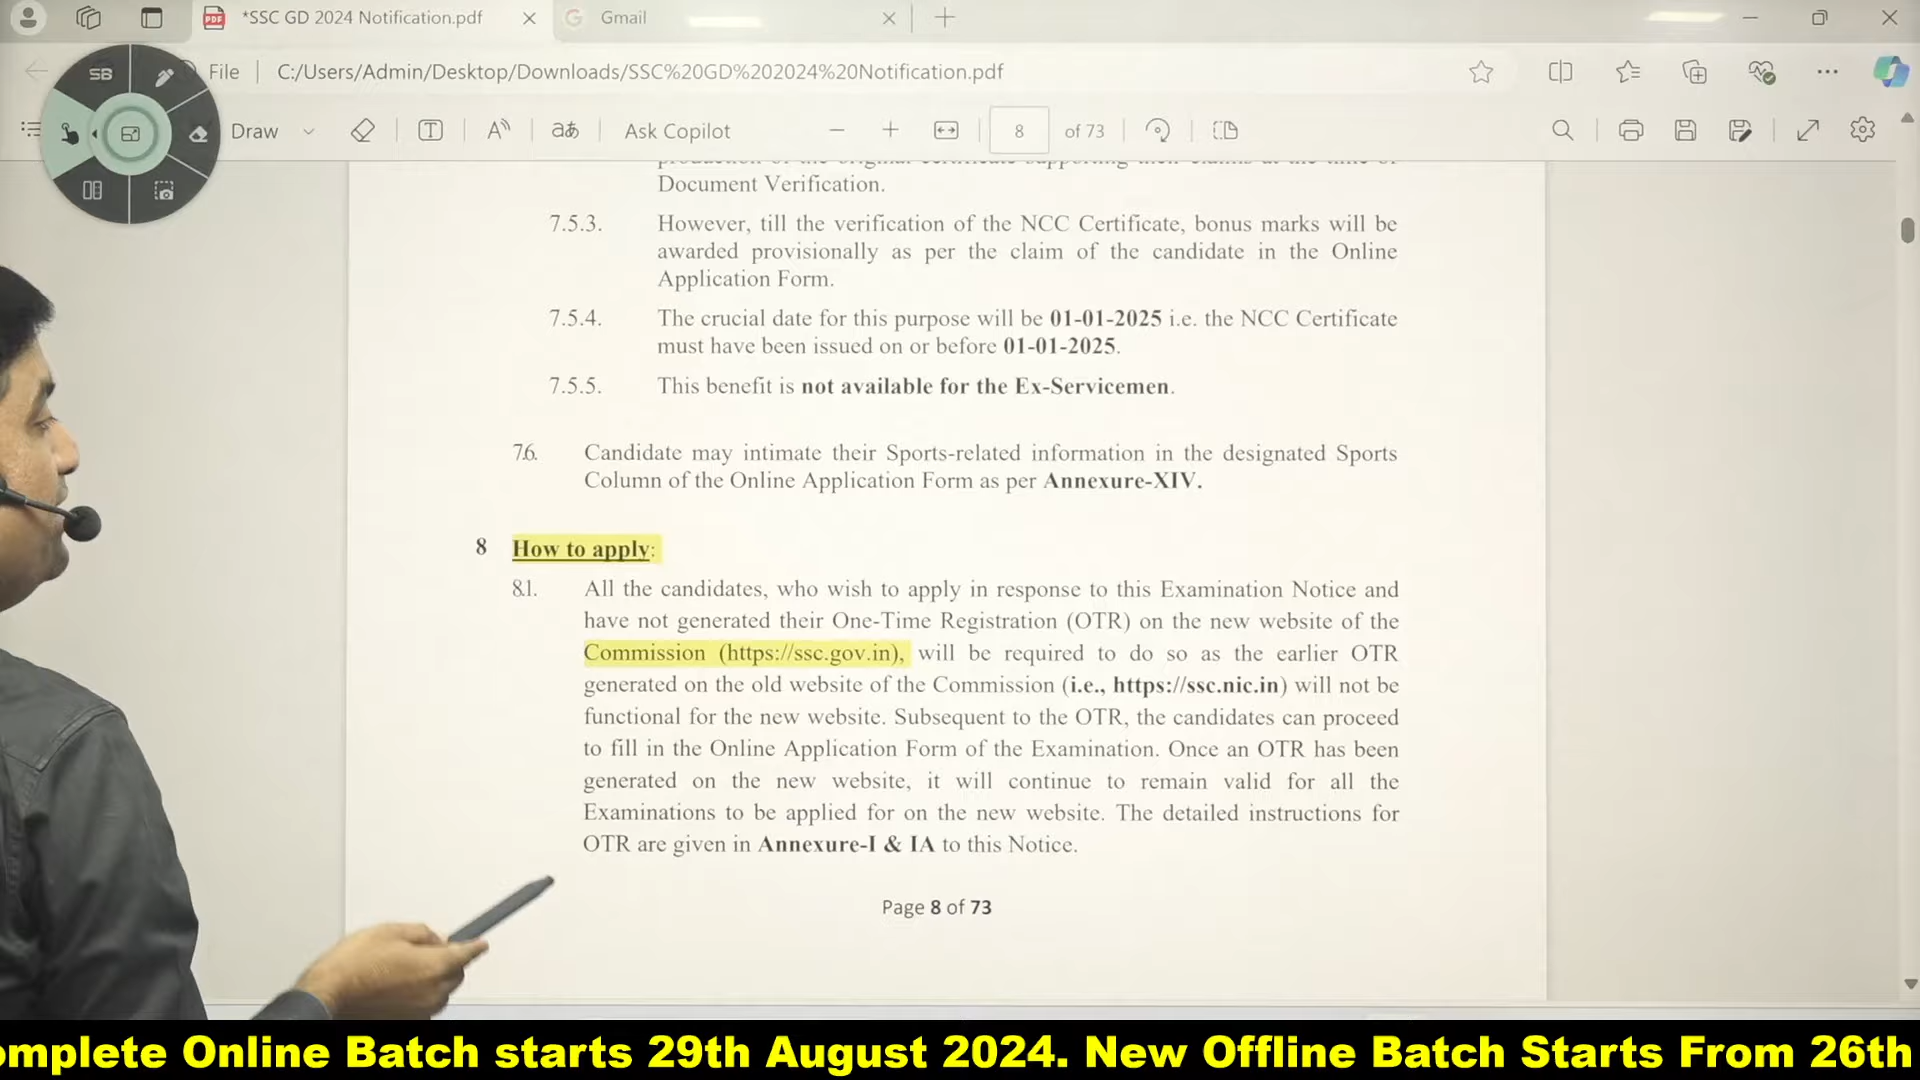 *SSC GD 2024 Notification.pdf
Gmail
SB
File
C:/Users/Admin/Desktop/Downloads/SSC%20GD%202024%20Notification.pdf
Draw
Ask Copilot
8 of 73
production of the original certificate supporting their claims at the time of
Document Verification.
7.5.3. However, till the verification of the NCC Certificate, bonus marks will be
awarded provisionally as per the claim of the candidate in the Online
Application Form.
7.5.4. The crucial date for this purpose will be 01-01-2025 i.e. the NCC Certificate
must have been issued on or before 01-01-2025.
7.5.5. This benefit is not available for the Ex-Servicemen.
7.6. Candidate may intimate their Sports-related information in the designated Sports
Column of the Online Application Form as per Annexure-XIV.
8 How to apply:
8.1. All the candidates, who wish to apply in response to this Examination Notice and
have not generated their One-Time Registration (OTR) on the new website of the
Commission (https://ssc.gov.in), will be required to do so as the earlier OTR
generated on the old website of the Commission (i.e., https://ssc.nic.in) will not be
functional for the new website. Subsequent to the OTR, the candidates can proceed
to fill in the Online Application Form of the Examination. Once an OTR has been
generated on the new website, it will continue to remain valid for all the
Examinations to be applied for on the new website. The detailed instructions for
OTR are given in Annexure-I & IA to this Notice.
Page 8 of 73
omplete Online Batch starts 29th August 2024. New Offline Batch Starts From 26th